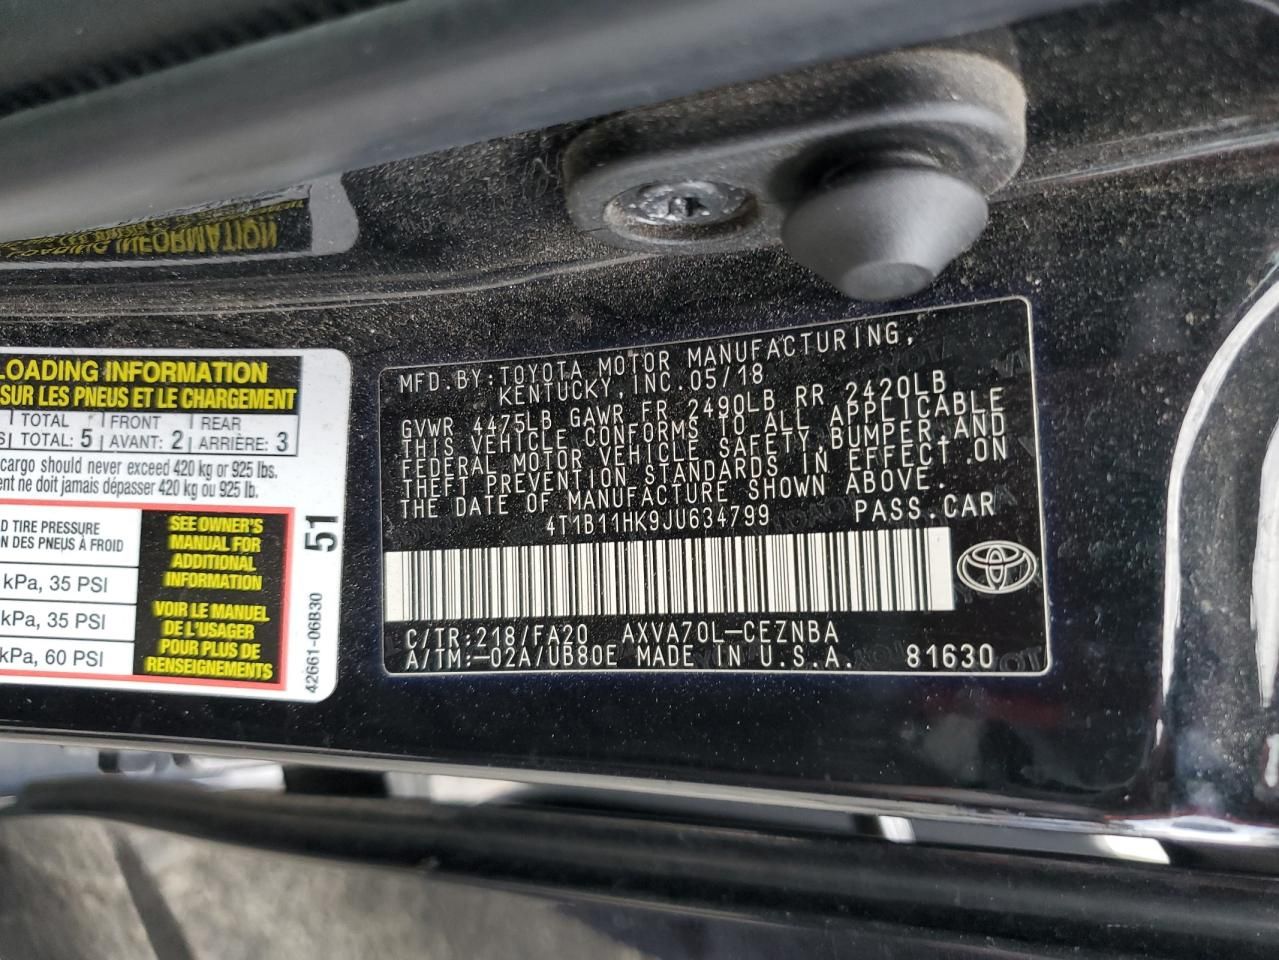 INFORMATION
LOADING INFORMATION
SUR LES PNEUS ET LE CHARGEMENT
TOTAL | FRONT | REAR
TOTAL: 5 | AVANT: 2 | ARRIÈRE: 3
cargo should never exceed 420 kg or 925 lbs.
ne doit jamais dépasser 420 kg ou 925 lb.
TIRE PRESSURE
DES PNEUS À FROID
kPa, 35 PSI
kPa, 35 PSI
kPa, 60 PSI
SEE OWNER'S
MANUAL FOR
ADDITIONAL
INFORMATION
VOIR LE MANUEL
DE L'USAGER
POUR PLUS DE
RENSEIGNEMENTS
51
42661-06B30
MFD.BY:TOYOTA MOTOR MANUFACTURING,
KENTUCKY, INC.05/18
GVWR 4475LB GAWR FR 2490LB RR 2420LB
THIS VEHICLE CONFORMS TO ALL APPLICABLE
FEDERAL MOTOR VEHICLE SAFETY,BUMPER,AND
THEFT PREVENTION STANDARDS IN EFFECT ON
THE DATE OF MANUFACTURE SHOWN ABOVE.
4T1B11HK9JU634799 PASS.CAR
C/TR:218/FA20 AXVA70L-CEZNBA
A/TM:-02A/UB80E MADE IN U.S.A. 81630